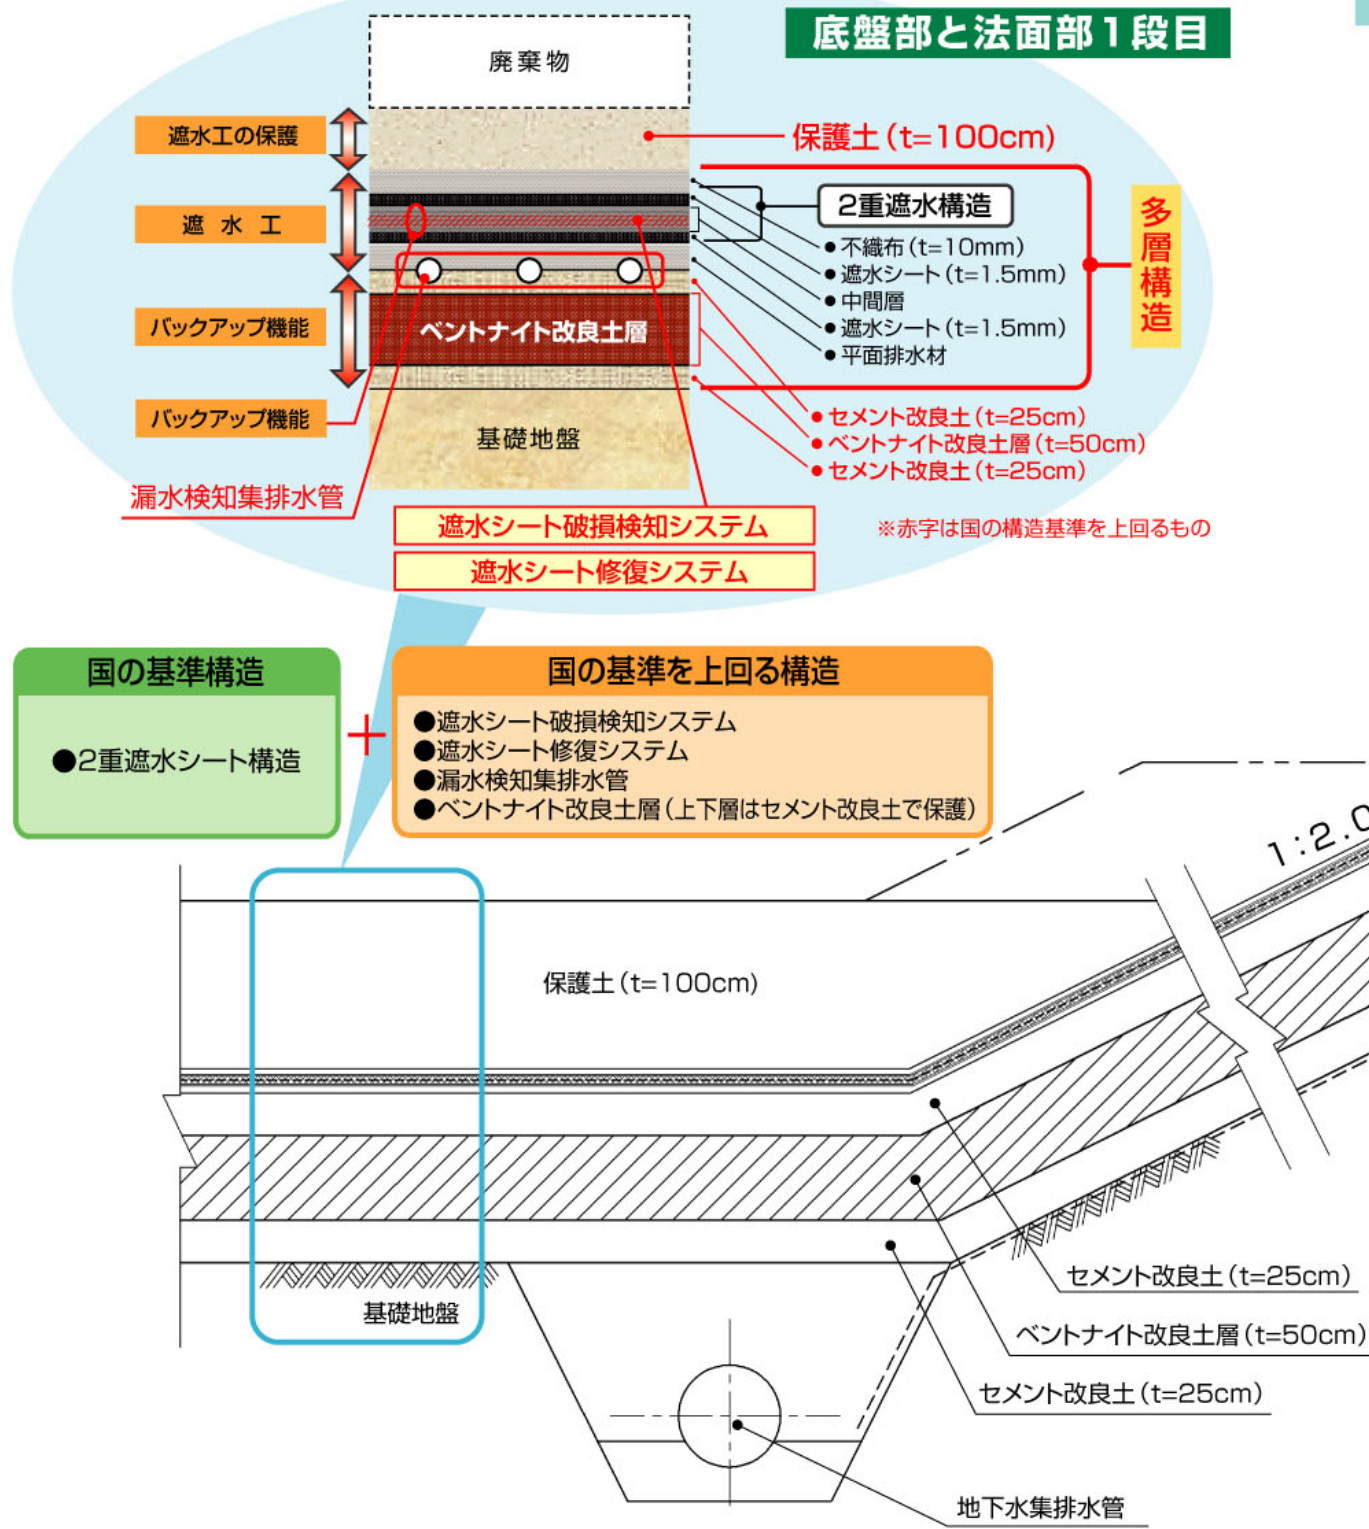 底盤部と法面部1段目
廃棄物
遮水工の保護
保護土(t=100cm)
遮水工
2重遮水構造
多層構造
●不織布(t=10mm)
●遮水シート(t=1.5mm)
●中間層
●遮水シート(t=1.5mm)
●平面排水材
バックアップ機能
ベントナイト改良土層
バックアップ機能
基礎地盤
●セメント改良土(t=25cm)
●ベントナイト改良土層(t=50cm)
●セメント改良土(t=25cm)
漏水検知集排水管
遮水シート破損検知システム
※赤字は国の構造基準を上回るもの
遮水シート修復システム
国の基準構造
●2重遮水シート構造
+
国の基準を上回る構造
●遮水シート破損検知システム
●遮水シート修復システム
●漏水検知集排水管
●ベントナイト改良土層(上下層はセメント改良土で保護)
1:2.0
保護土(t=100cm)
セメント改良土(t=25cm)
基礎地盤
ベントナイト改良土層(t=50cm)
セメント改良土(t=25cm)
地下水集排水管